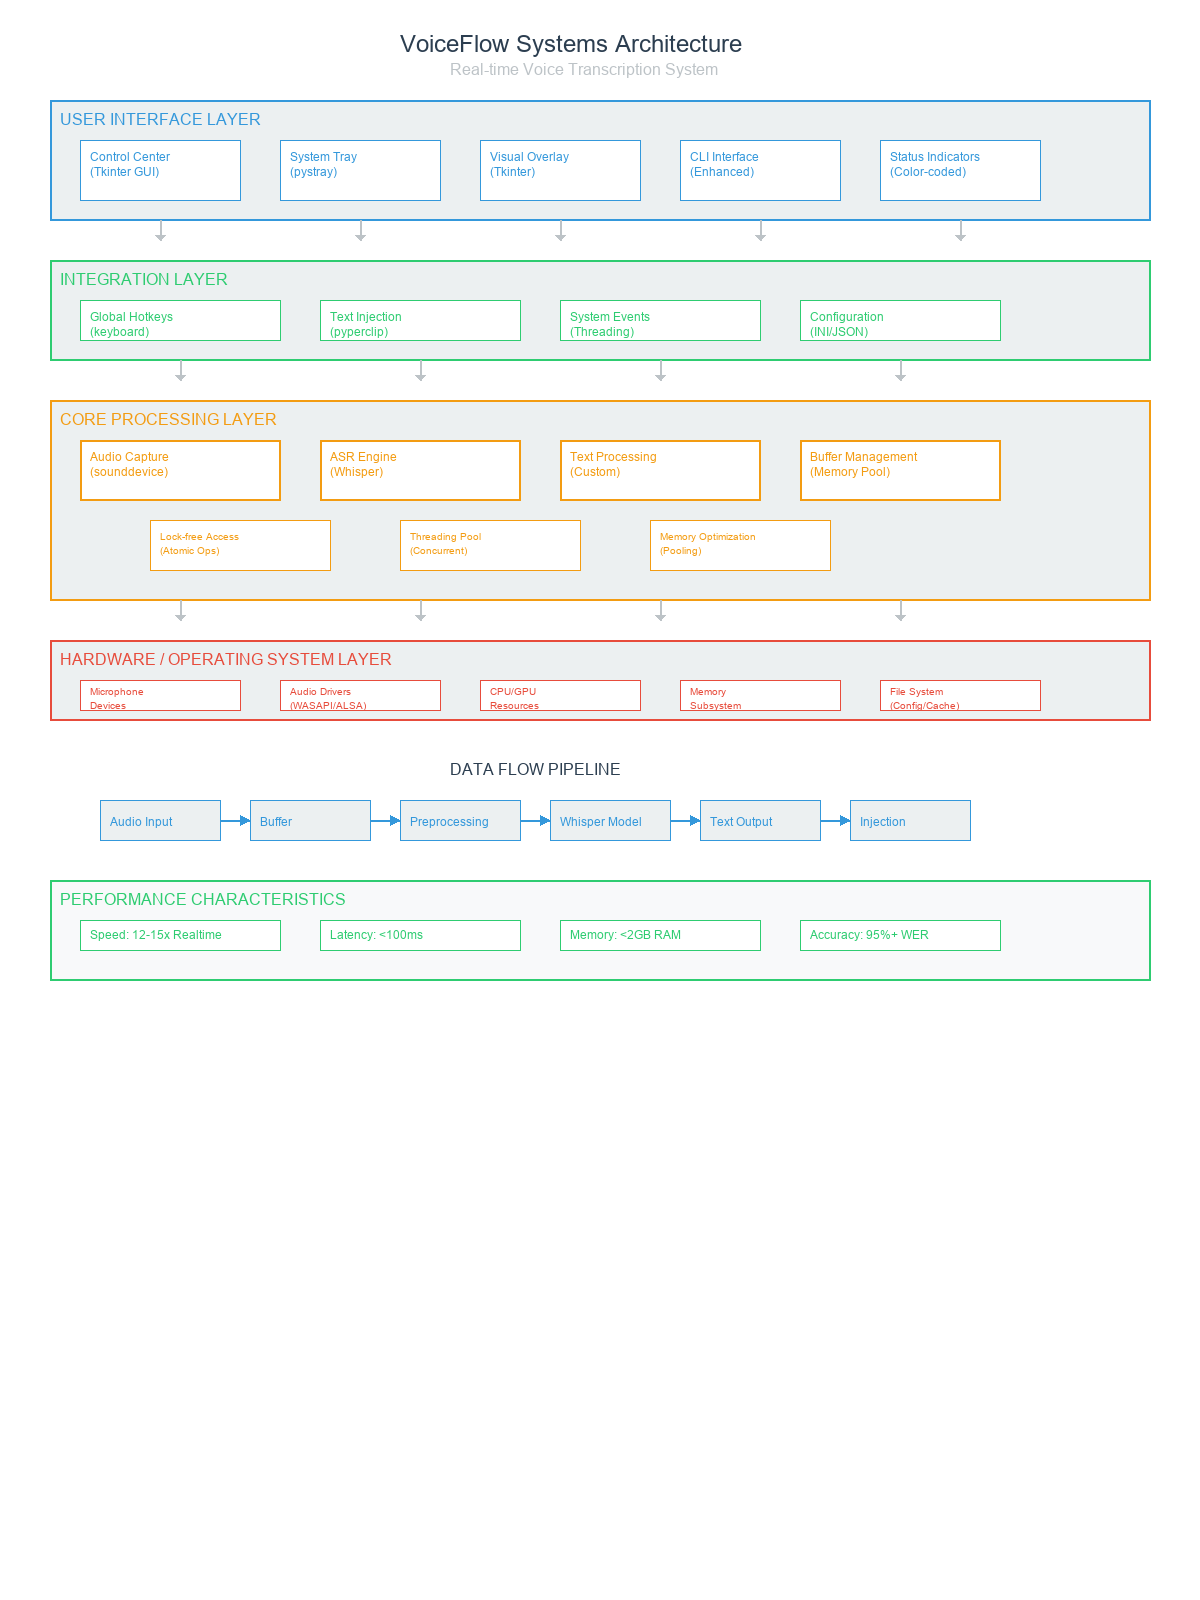 VoiceFlow Systems Architecture
Real-time Voice Transcription System
USER INTERFACE LAYER
Control Center
(Tkinter GUI)
System Tray
(pystray)
Visual Overlay
(Tkinter)
CLI Interface
(Enhanced)
Status Indicators
(Color-coded)
INTEGRATION LAYER
Global Hotkeys
(keyboard)
Text Injection
(pyperclip)
System Events
(Threading)
Configuration
(INI/JSON)
CORE PROCESSING LAYER
Audio Capture
(sounddevice)
ASR Engine
(Whisper)
Text Processing
(Custom)
Buffer Management
(Memory Pool)
Lock-free Access
(Atomic Ops)
Threading Pool
(Concurrent)
Memory Optimization
(Pooling)
HARDWARE / OPERATING SYSTEM LAYER
Microphone
Devices
Audio Drivers
(WASAPI/ALSA)
CPU/GPU
Resources
Memory
Subsystem
File System
(Config/Cache)
DATA FLOW PIPELINE
Audio Input
Buffer
Preprocessing
Whisper Model
Text Output
Injection
PERFORMANCE CHARACTERISTICS
Speed: 12-15x Realtime
Latency: <100ms
Memory: <2GB RAM
Accuracy: 95%+ WER